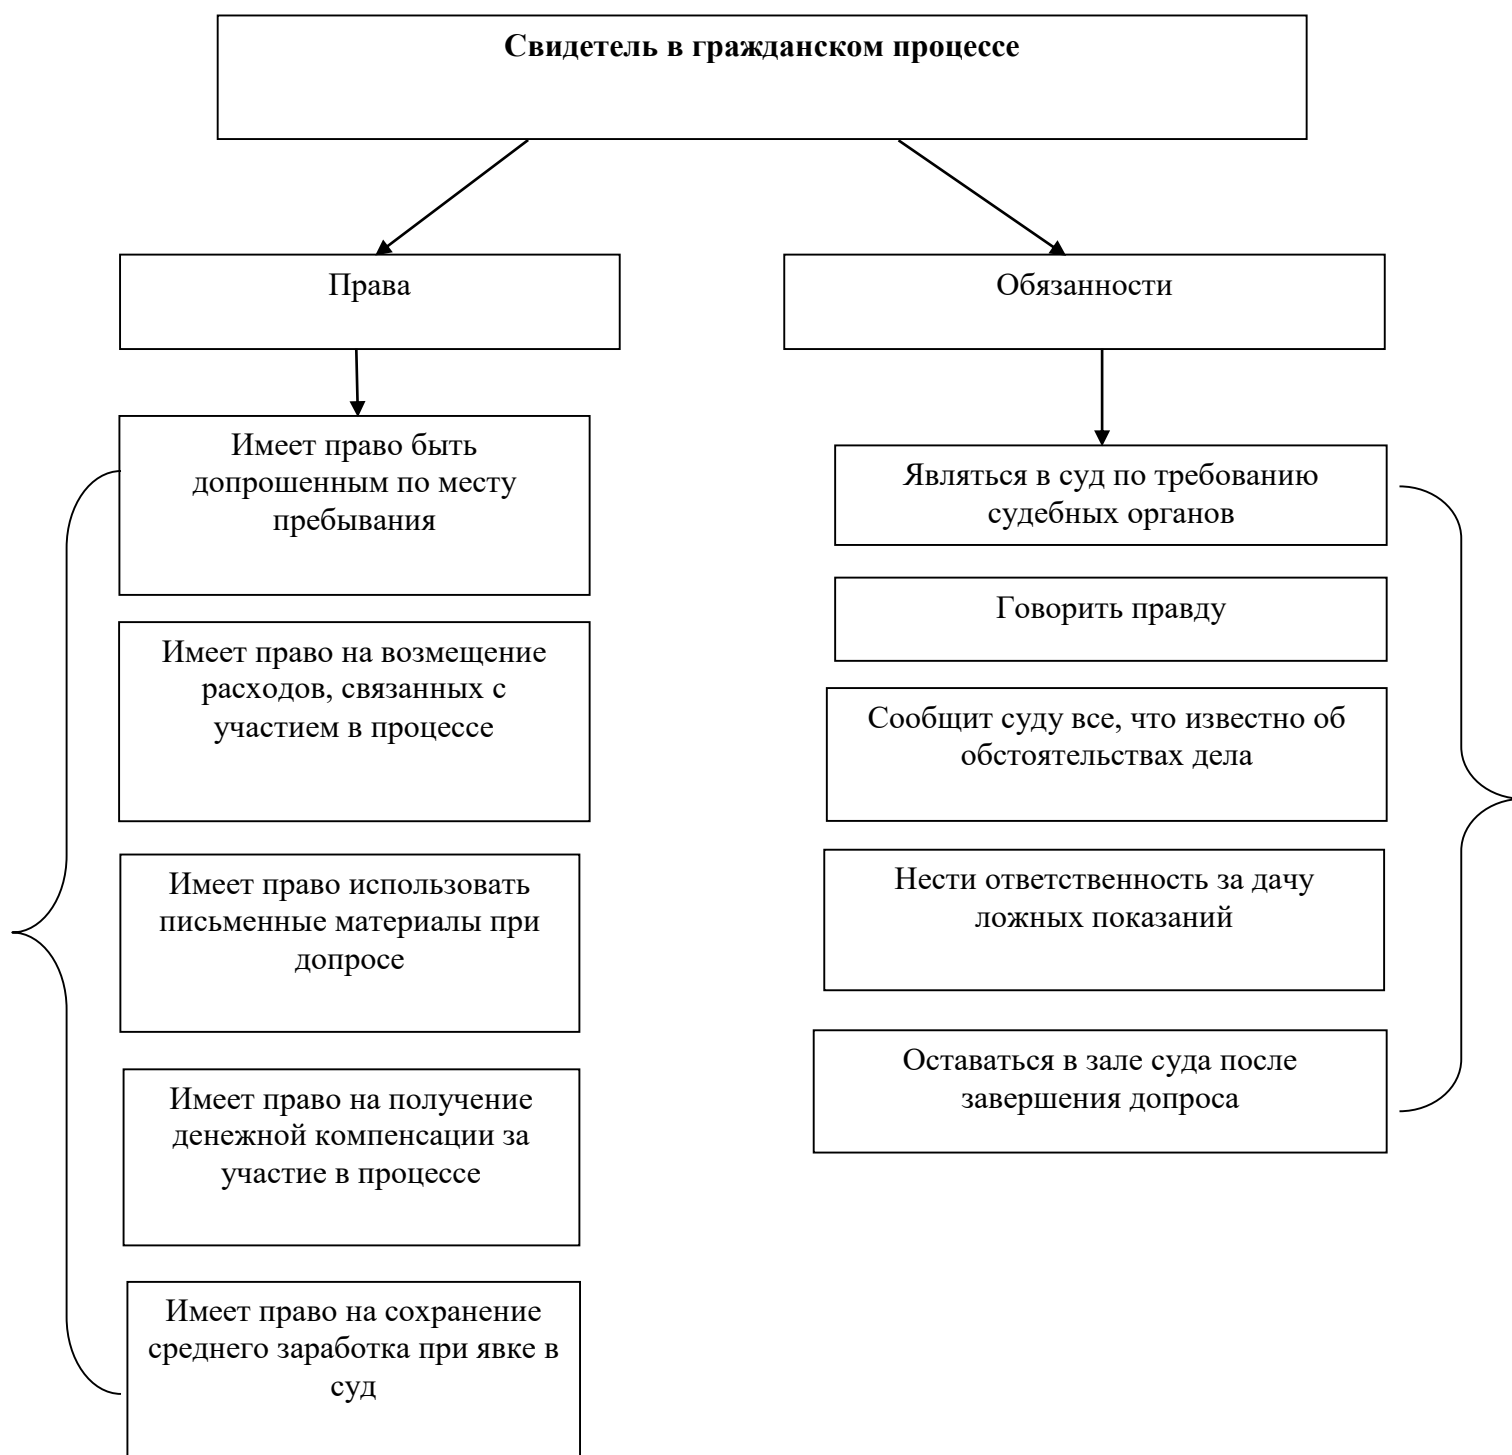 Свидетель в гражданском процессе
Права
Обязанности
Имеет право быть
допрошенным по месту
пребывания
Имеет право на возмещение
расходов, связанных с
участием в процессе
Имеет право использовать
письменные материалы при
допросе
Имеет право на получение
денежной компенсации за
участие в процессе
Имеет право на сохранение
среднего заработка при явке в
суд
Являться в суд по требованию
судебных органов
Говорить правду
Сообщит суду все, что известно об
обстоятельствах дела
Нести ответственность за дачу
ложных показаний
Оставаться в зале суда после
завершения допроса